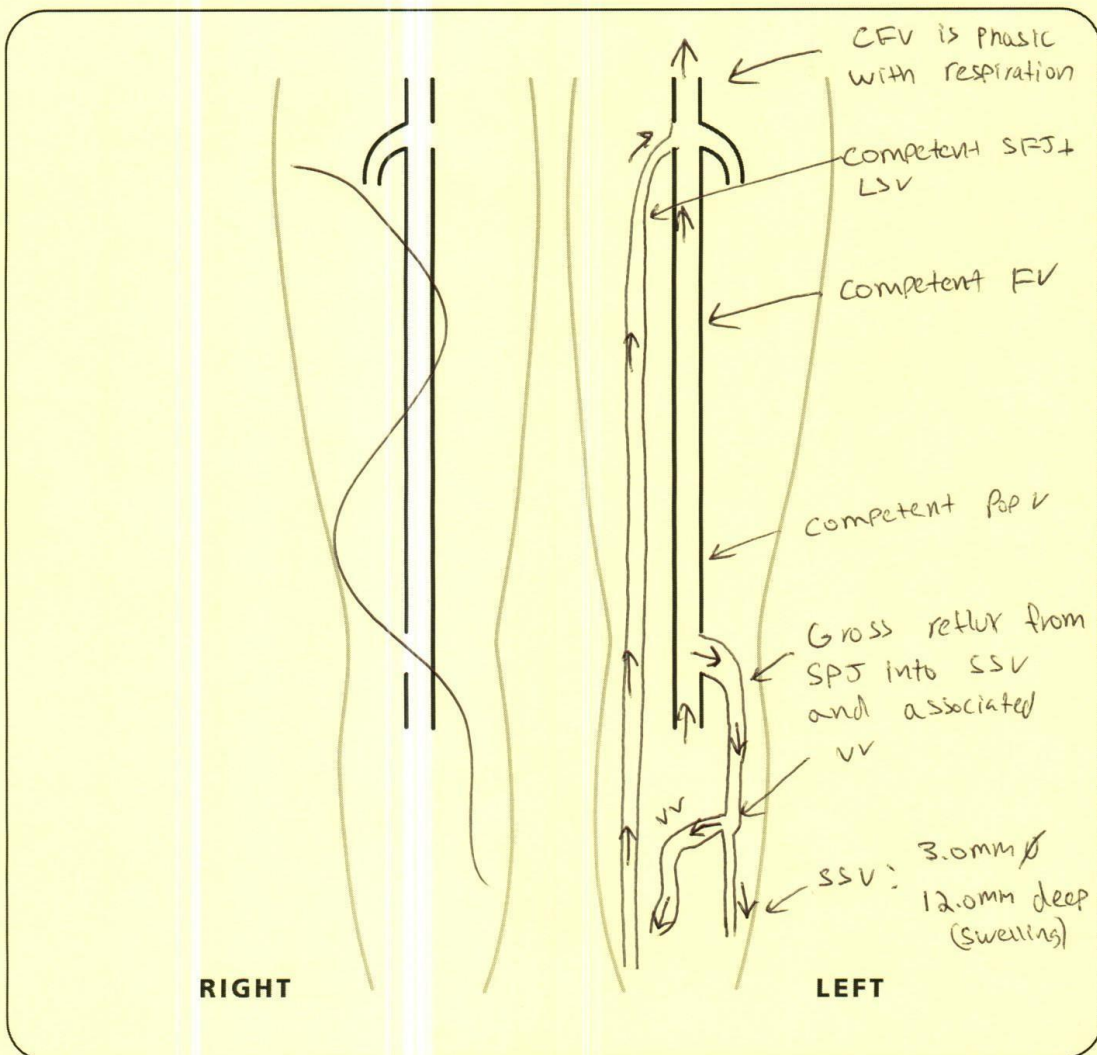 CFV is phasic
with respiration
competent SFJ +
LSV
competent FV
competent Pop V
Gross reflux from
SPJ into SSV
and associated
VV
VV
SSV: 3.0mm Ø
12.0mm deep
(swelling)
RIGHT
LEFT